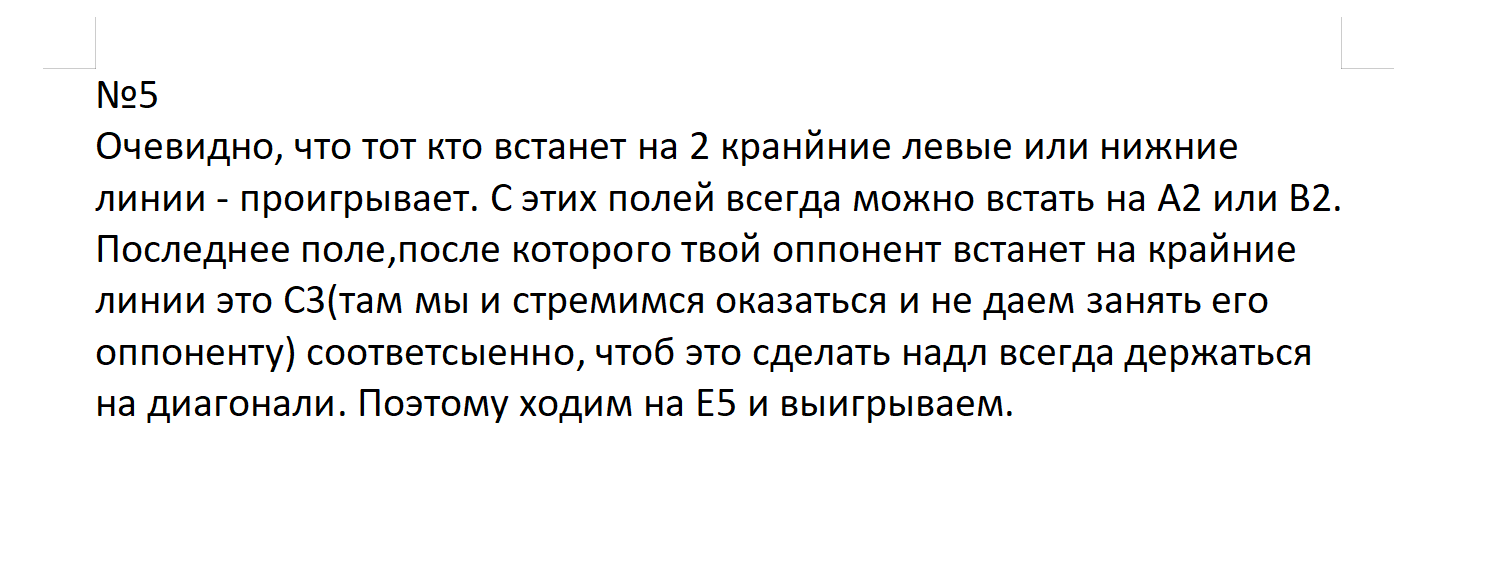 №5
Очевидно, что тот кто встанет на 2 кранйние левые или нижние
линии - проигрывает. С этих полей всегда можно встать на А2 или В2.
Последнее поле,после которого твой оппонент встанет на крайние
линии это С3(там мы и стремимся оказаться и не даем занять его
оппоненту) соответсыенно, чтоб это сделать надл всегда держаться
на диагонали. Поэтому ходим на Е5 и выигрываем.